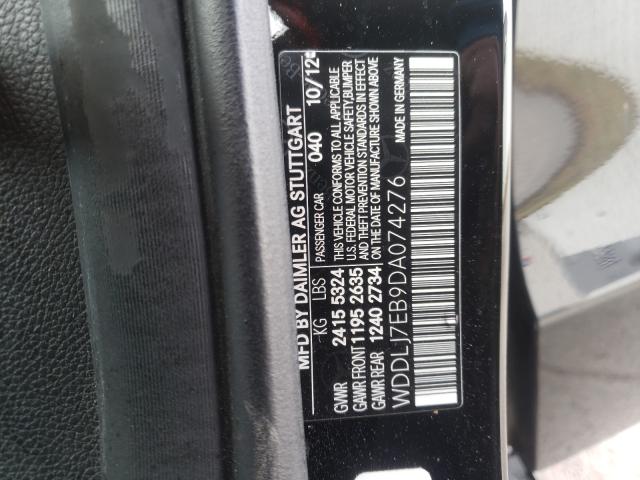 MFD BY DAIMLER AG STUTTGART
PASSENGER CAR 040 10/12
KG LBS
THIS VEHICLE CONFORMS TO ALL APPLICABLE
U.S. FEDERAL MOTOR VEHICLE SAFETY, BUMPER
& THEFT PREVENTION STANDARDS IN EFFECT
ON THE DATE OF MANUFACTURE SHOWN ABOVE
GVWR 2415 5324
GAWR FRONT 1195 2635
GAWR REAR 1240 2734
WDDLJ7EB9DA074276 MADE IN GERMANY